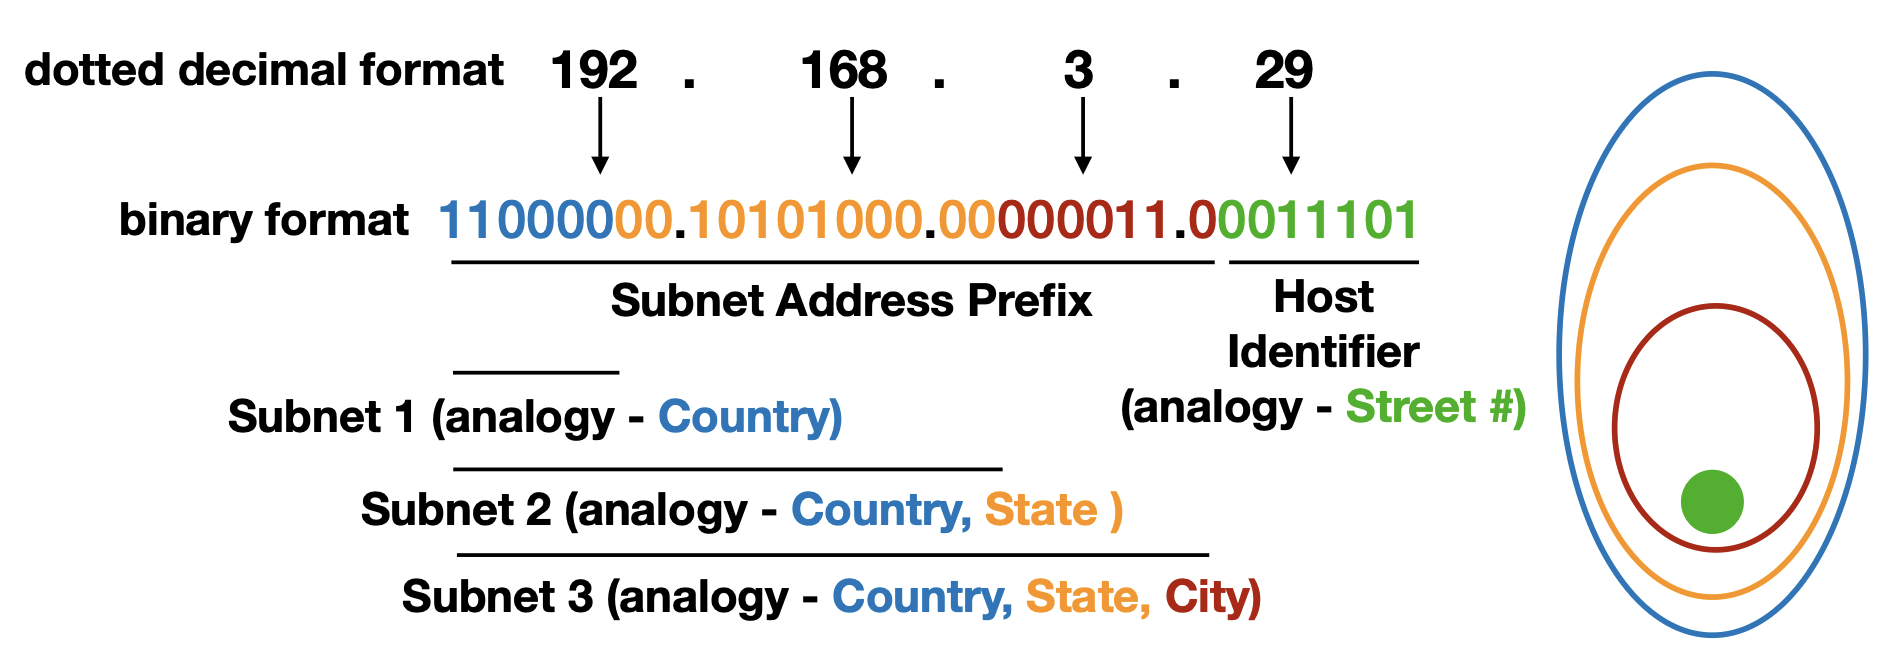 dotted decimal format 192 . 168 . 3 . 29
binary format 11000000.10101000.00000011.00011101
Subnet Address Prefix
Host
Identifier
(analogy - Street #)
Subnet 1 (analogy - Country)
Subnet 2 (analogy - Country, State )
Subnet 3 (analogy - Country, State, City)